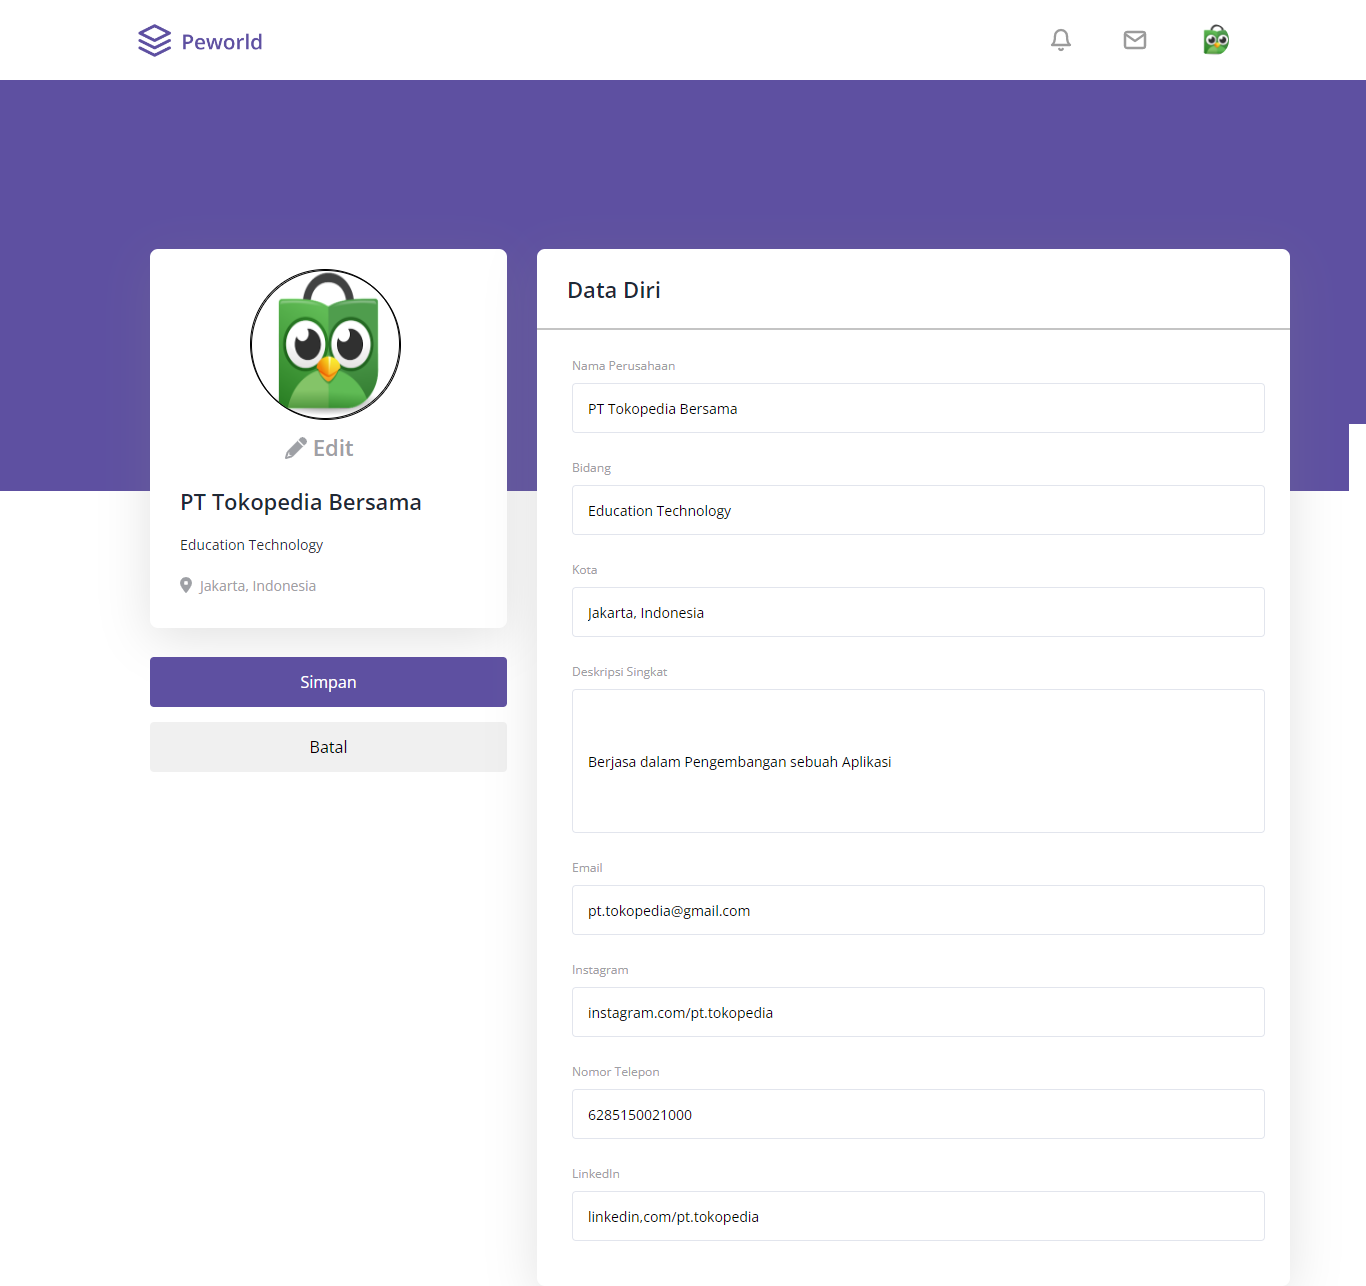 Peworld
Edit
PT Tokopedia Bersama
Education Technology
Jakarta, Indonesia
Simpan
Batal
Data Diri
Nama Perusahaan
PT Tokopedia Bersama
Bidang
Education Technology
Kota
Jakarta, Indonesia
Deskripsi Singkat
Berjasa dalam Pengembangan sebuah Aplikasi
Email
pt.tokopedia@gmail.com
Instagram
instagram.com/pt.tokopedia
Nomor Telepon
6285150021000
LinkedIn
linkedin,com/pt.tokopedia